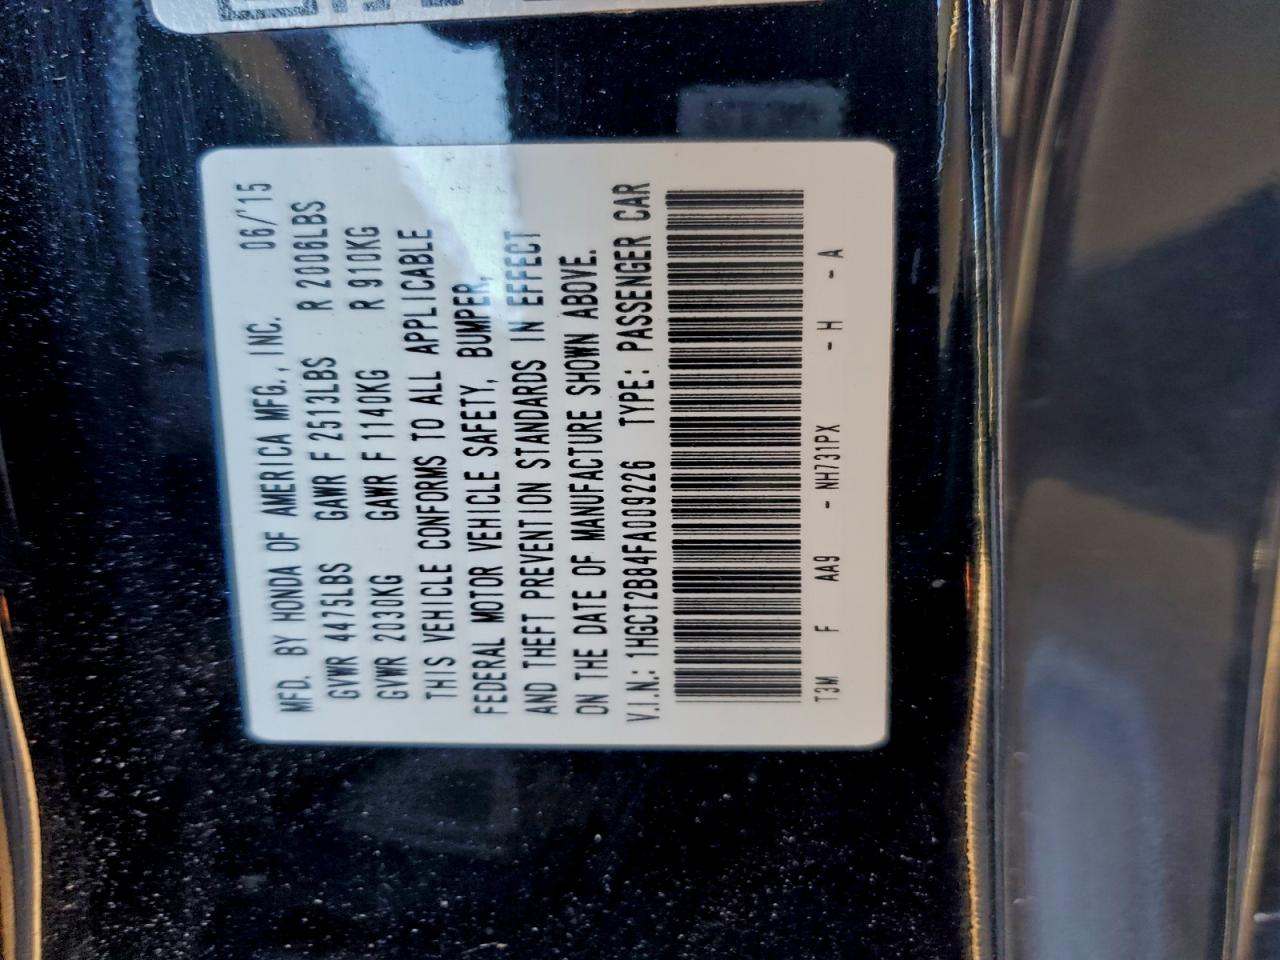 MFD. BY HONDA OF AMERICA MFG., INC. 06/'15
GVWR 4475LBS GAWR F 2513LBS R 2006LBS
GVWR 2030KG GAWR F 1140KG R 910KG
THIS VEHICLE CONFORMS TO ALL APPLICABLE
FEDERAL MOTOR VEHICLE SAFETY, BUMPER,
AND THEFT PREVENTION STANDARDS IN EFFECT
ON THE DATE OF MANUFACTURE SHOWN ABOVE.
V.I.N.: 1HGCT2B84FA009226 TYPE: PASSENGER CAR
T3M F AA9 - NH731PX - H - A